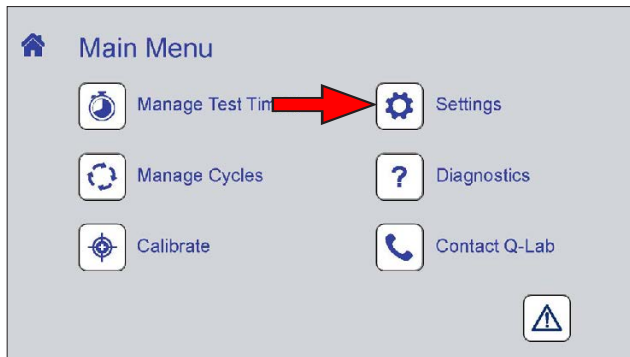 Main Menu
Manage Test Tim
Settings
Manage Cycles
? Diagnostics
Calibrate
Contact Q-Lab